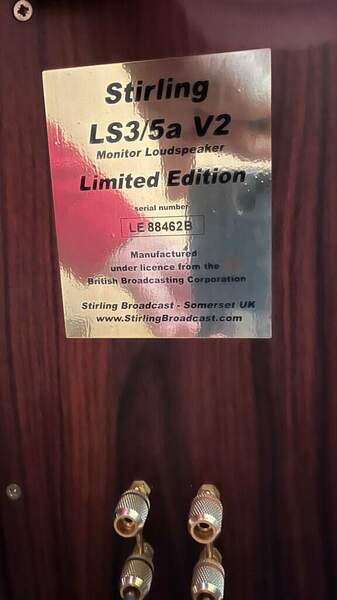 Stirling
LS3/5a V2
Monitor Loudspeaker
Limited Edition
serial number
LE 88462B
Manufactured
under licence from the
British Broadcasting Corporation
Stirling Broadcast - Somerset UK
www.StirlingBroadcast.com